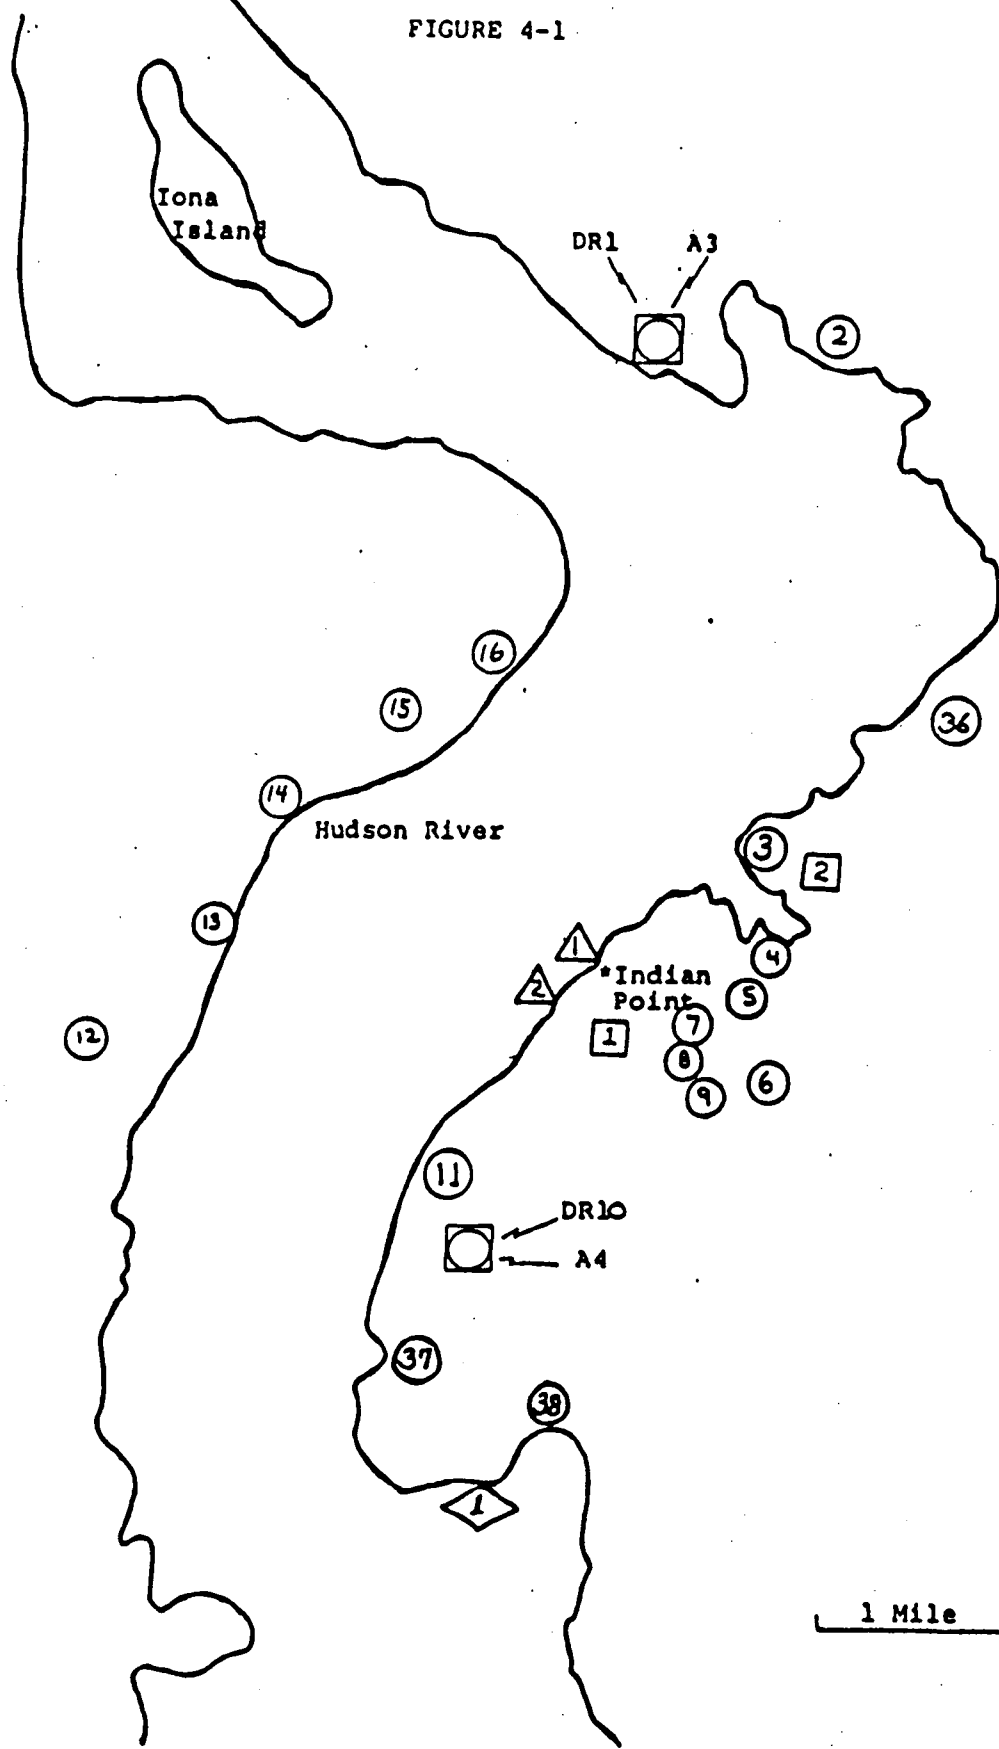 FIGURE 4-1
Iona
Island
DR1 A3
2
16
36
15
14
Hudson River
3
2
13
1
4
*Indian
Point
2
5
12
1
7
8
6
9
11
DR10
A4
37
38
1
1 Mile